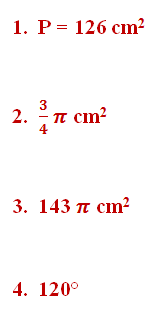 1. P = 126 cm²
2. 3/4 π cm²
3. 143 π cm²
4. 120°